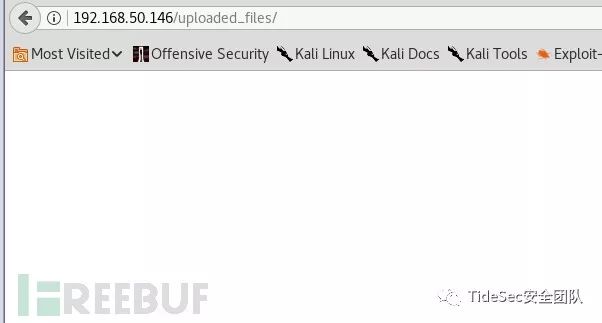 192.168.50.146/uploaded_files/
Most Visited Offensive Security Kali Linux Kali Docs Kali Tools Exploit-
FREEBUF
TideSec安全团队